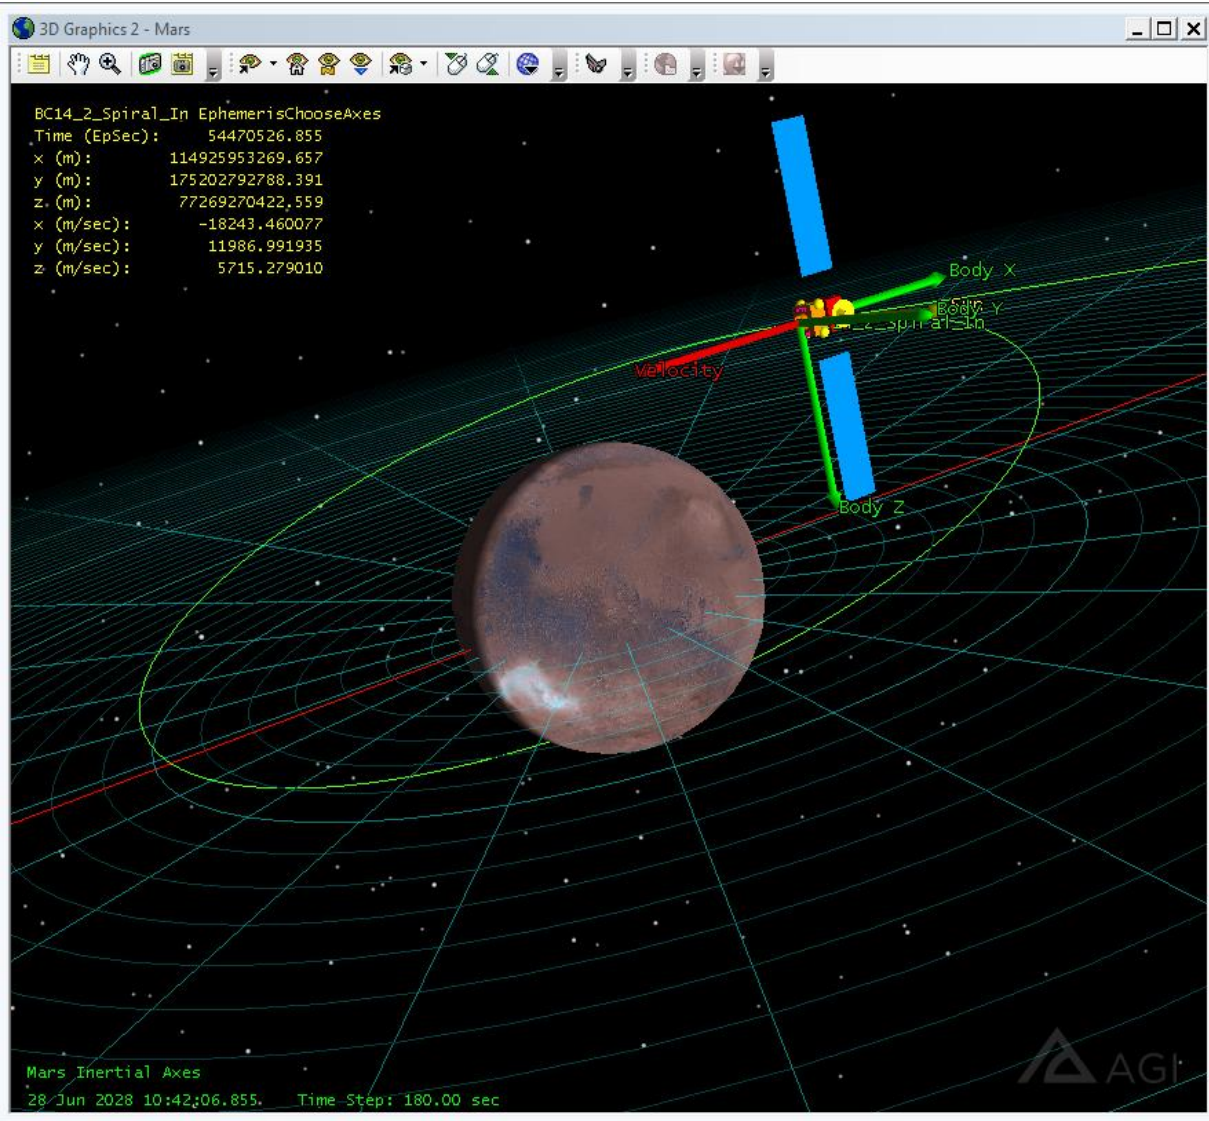 3D Graphics 2 - Mars
BC14_2_Spiral_In EphemerisChooseAxes
Time (EpSec): 54470526.855
x (m): 114925953269.657
y (m): 175202792788.391
z (m): 77269270422.559
x (m/sec): -18243.460077
y (m/sec): 11986.991935
z (m/sec): 5715.279010
Body X
Body Y
Sun
_2_Spiral_In
Velocity
Body Z
Mars Inertial Axes
28 Jun 2028 10:42:06.855 Time Step: 180.00 sec
AGI